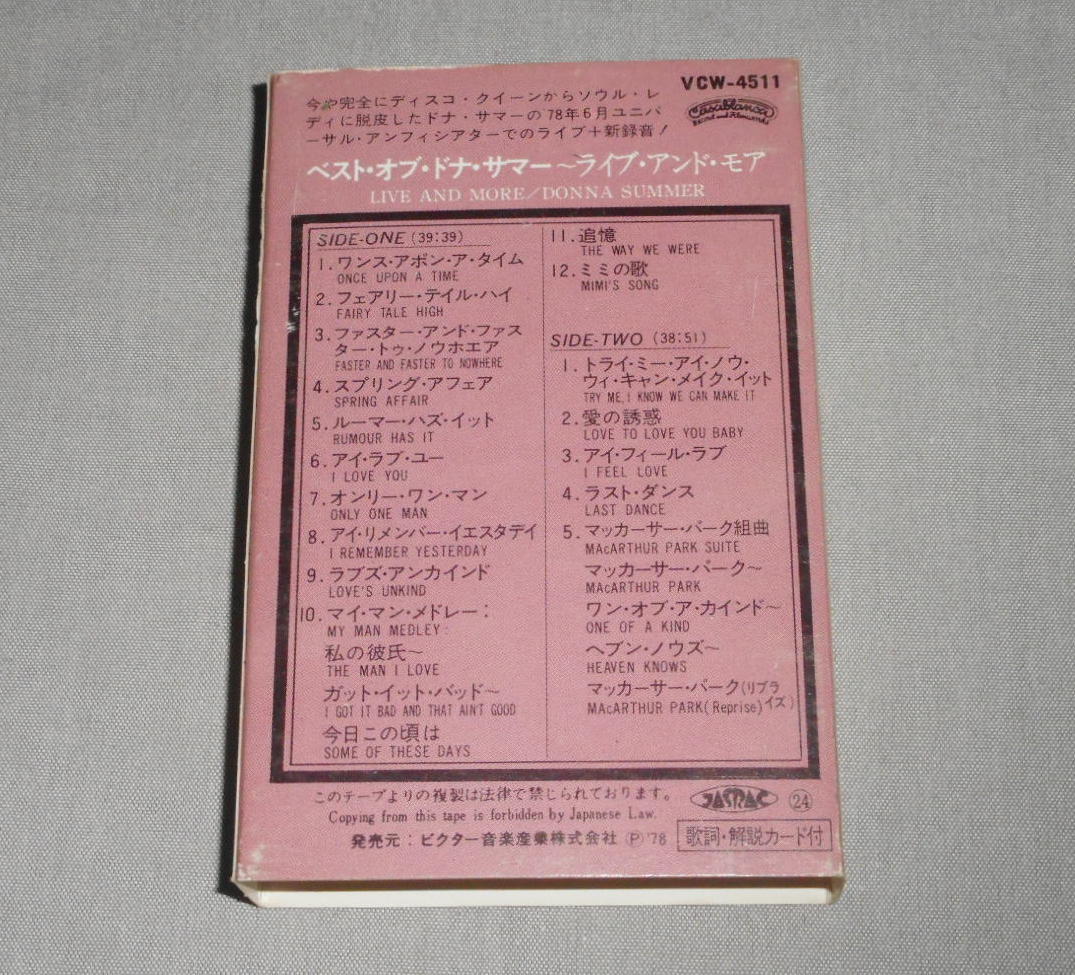 VCW-4511
今や完全にディスコ・クイーンからソウル・レ
ディに脱皮したドナ・サマーの'78年6月ユニバ
ーサル・アンフィシアターでのライブ+新録音!
Casablanca
Record and FilmWorks
ベスト・オブ・ドナ・サマー~ライブ・アンド・モア
LIVE AND MORE/DONNA SUMMER
SIDE-ONE (39:39)
1. ワンス・アポン・ア・タイム
ONCE UPON A TIME
2. フェアリー・テイル・ハイ
FAIRY TALE HIGH
3. ファスター・アンド・ファス
ター・トゥ・ノウホエア
FASTER AND FASTER TO NOWHERE
4. スプリング・アフェア
SPRING AFFAIR
5. ルーマー・ハズ・イット
RUMOUR HAS IT
6. アイ・ラブ・ユー
I LOVE YOU
7. オンリー・ワン・マン
ONLY ONE MAN
8. アイ・リメンバー・イエスタデイ
I REMEMBER YESTERDAY
9. ラブズ・アンカインド
LOVE'S UNKIND
10. マイ・マン・メドレー:
MY MAN MEDLEY:
私の彼氏~
THE MAN I LOVE
ガット・イット・バッド~
I GOT IT BAD AND THAT AIN'T GOOD
今日この頃は
SOME OF THESE DAYS
11. 追憶
THE WAY WE WERE
12. ミミの歌
MIMI'S SONG
SIDE-TWO (38:51)
1. トライ・ミー・アイ・ノウ・
ウィ・キャン・メイク・イット
TRY ME, I KNOW WE CAN MAKE IT
2. 愛の誘惑
LOVE TO LOVE YOU BABY
3. アイ・フィール・ラブ
I FEEL LOVE
4. ラスト・ダンス
LAST DANCE
5. マッカーサー・パーク組曲
MAcARTHUR PARK SUITE
マッカーサー・パーク~
MAcARTHUR PARK
ワン・オブ・ア・カインド~
ONE OF A KIND
ヘブン・ノウズ~
HEAVEN KNOWS
マッカーサー・パーク(リプライズ)
MAcARTHUR PARK(Reprise)
このテープよりの複製は法律で禁じられております。
Copying from this tape is forbidden by Japanese Law.
JASRAC 24
発売元:ビクター音楽産業株式会社 Ⓟ'78
歌詞・解説カード付